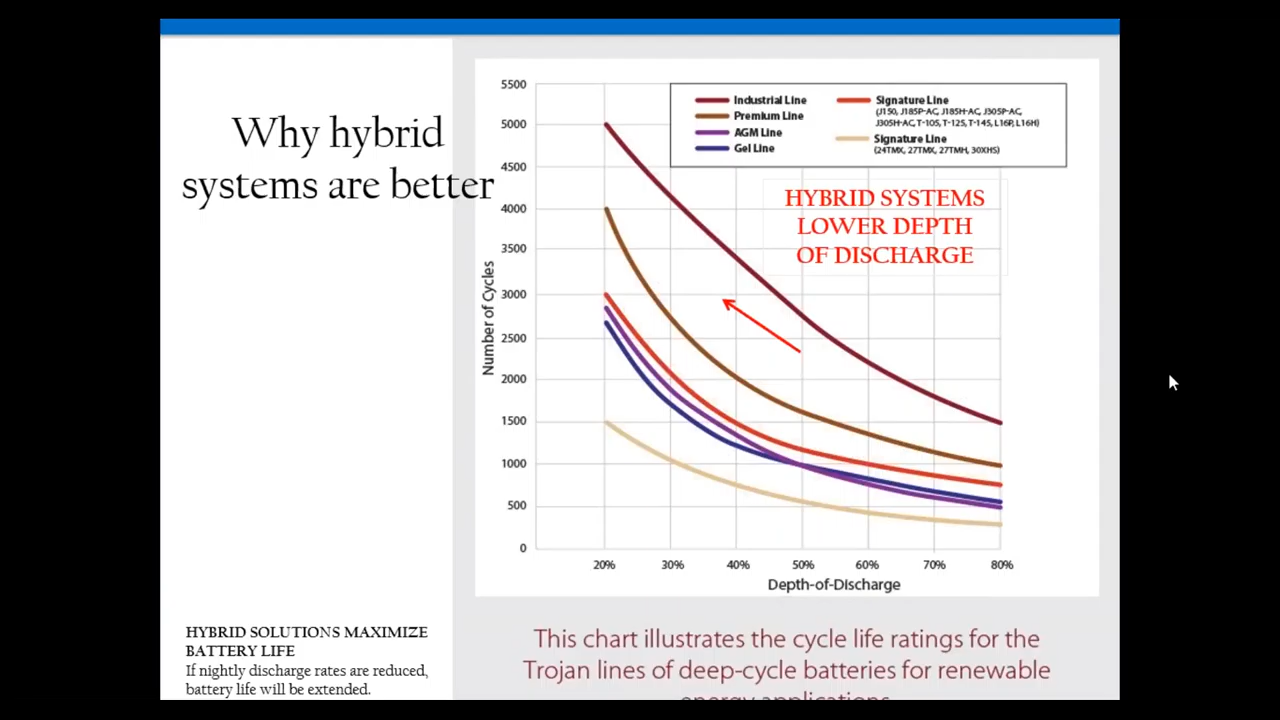 Why hybrid
systems are better
5500
5000
4500
4000
3500
3000
2500
2000
1500
1000
500
0
Number of Cycles
Industrial Line
Premium Line
AGM Line
Gel Line
Signature Line
(J150, J185P-AC, J185H-AC, J305P-AC,
J305H-AC, T-105, T-125, T-145, L16P, L16H)
Signature Line
(24TMX, 27TMX, 27TMH, 30XHS)
HYBRID SYSTEMS
LOWER DEPTH
OF DISCHARGE
20%
30%
40%
50%
60%
70%
80%
Depth-of-Discharge
HYBRID SOLUTIONS MAXIMIZE
BATTERY LIFE
If nightly discharge rates are reduced,
battery life will be extended.
This chart illustrates the cycle life ratings for the
Trojan lines of deep-cycle batteries for renewable
energy applications